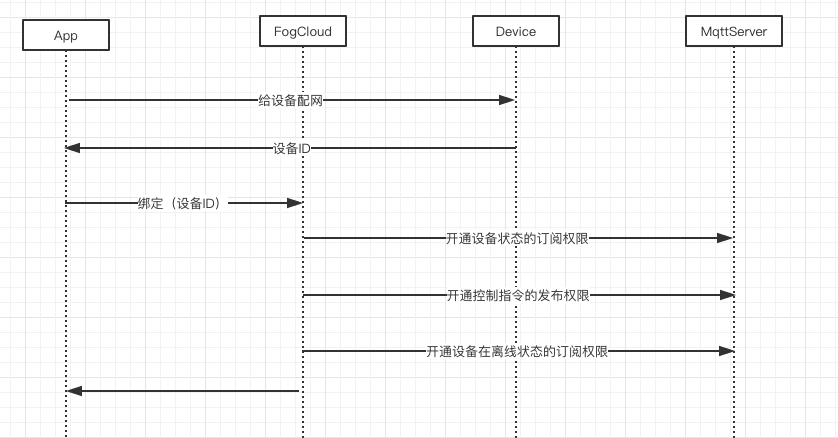 App
FogCloud
Device
MqttServer
给设备配网
设备ID
绑定（设备ID）
开通设备状态的订阅权限
开通控制指令的发布权限
开通设备在离线状态的订阅权限